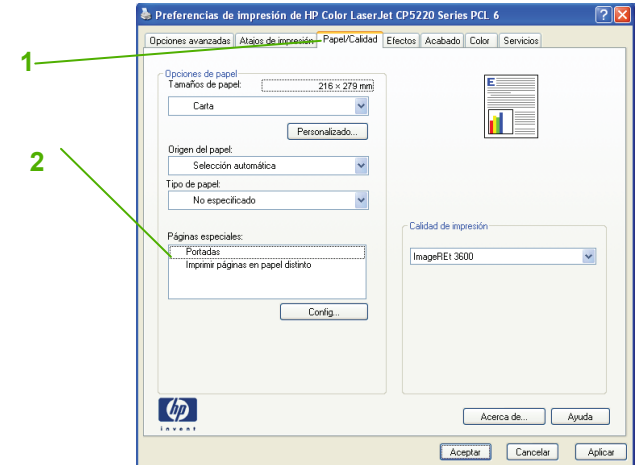 Preferencias de impresión de HP Color LaserJet CP5220 Series PCL 6
Opciones avanzadas Atajos de impresión Papel/Calidad Efectos Acabado Color Servicios
1
Opciones de papel
Tamaños de papel: 216 × 279 mm
Carta
Personalizado...
Origen del papel:
Selección automática
Tipo de papel:
No especificado
2
Páginas especiales:
Portadas
Imprimir páginas en papel distinto
Config...
E
Calidad de impresión
ImageREt 3600
hp
invent
Acerca de... Ayuda
Aceptar Cancelar Aplicar